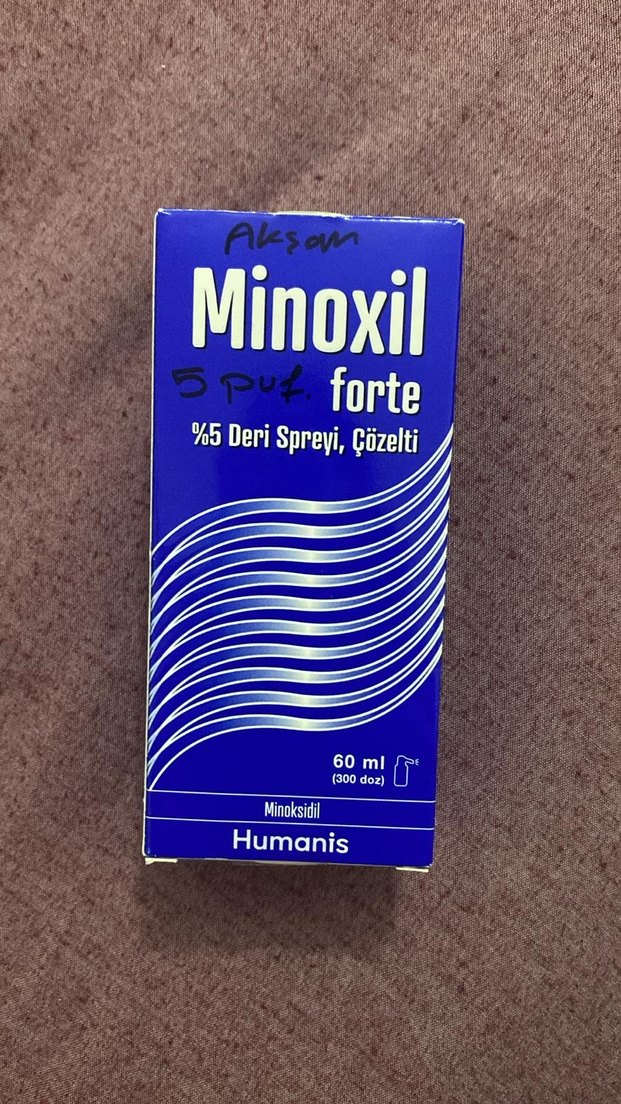 Akşam
Minoxil
5 puf. forte
%5 Deri Spreyi, Çözelti
60 ml
(300 doz)
Minoksidil
Humanis